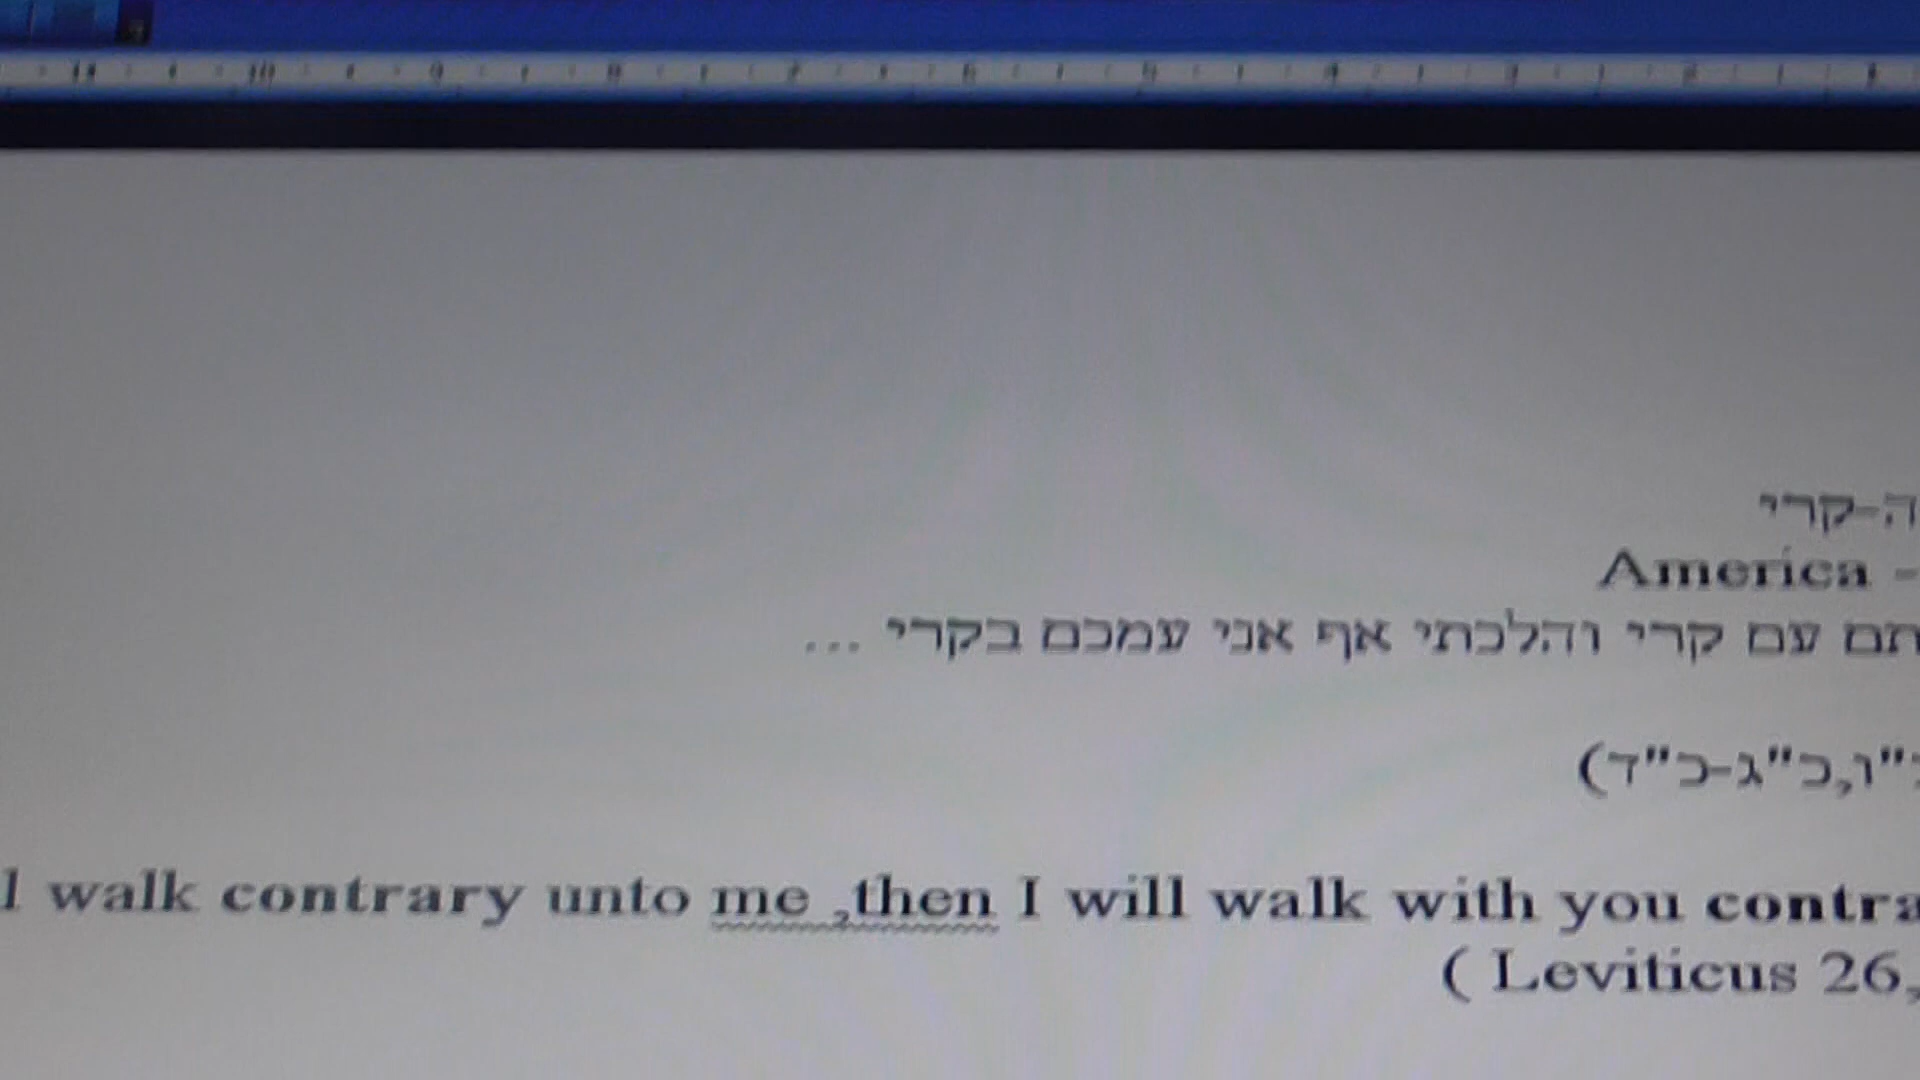 ה-קרי
America -
תם עם קרי והלכתי אף אני עמכם בקרי ...
"ו,כ"ג-כ"ד)
l walk contrary unto me ,then I will walk with you contra
( Leviticus 26,